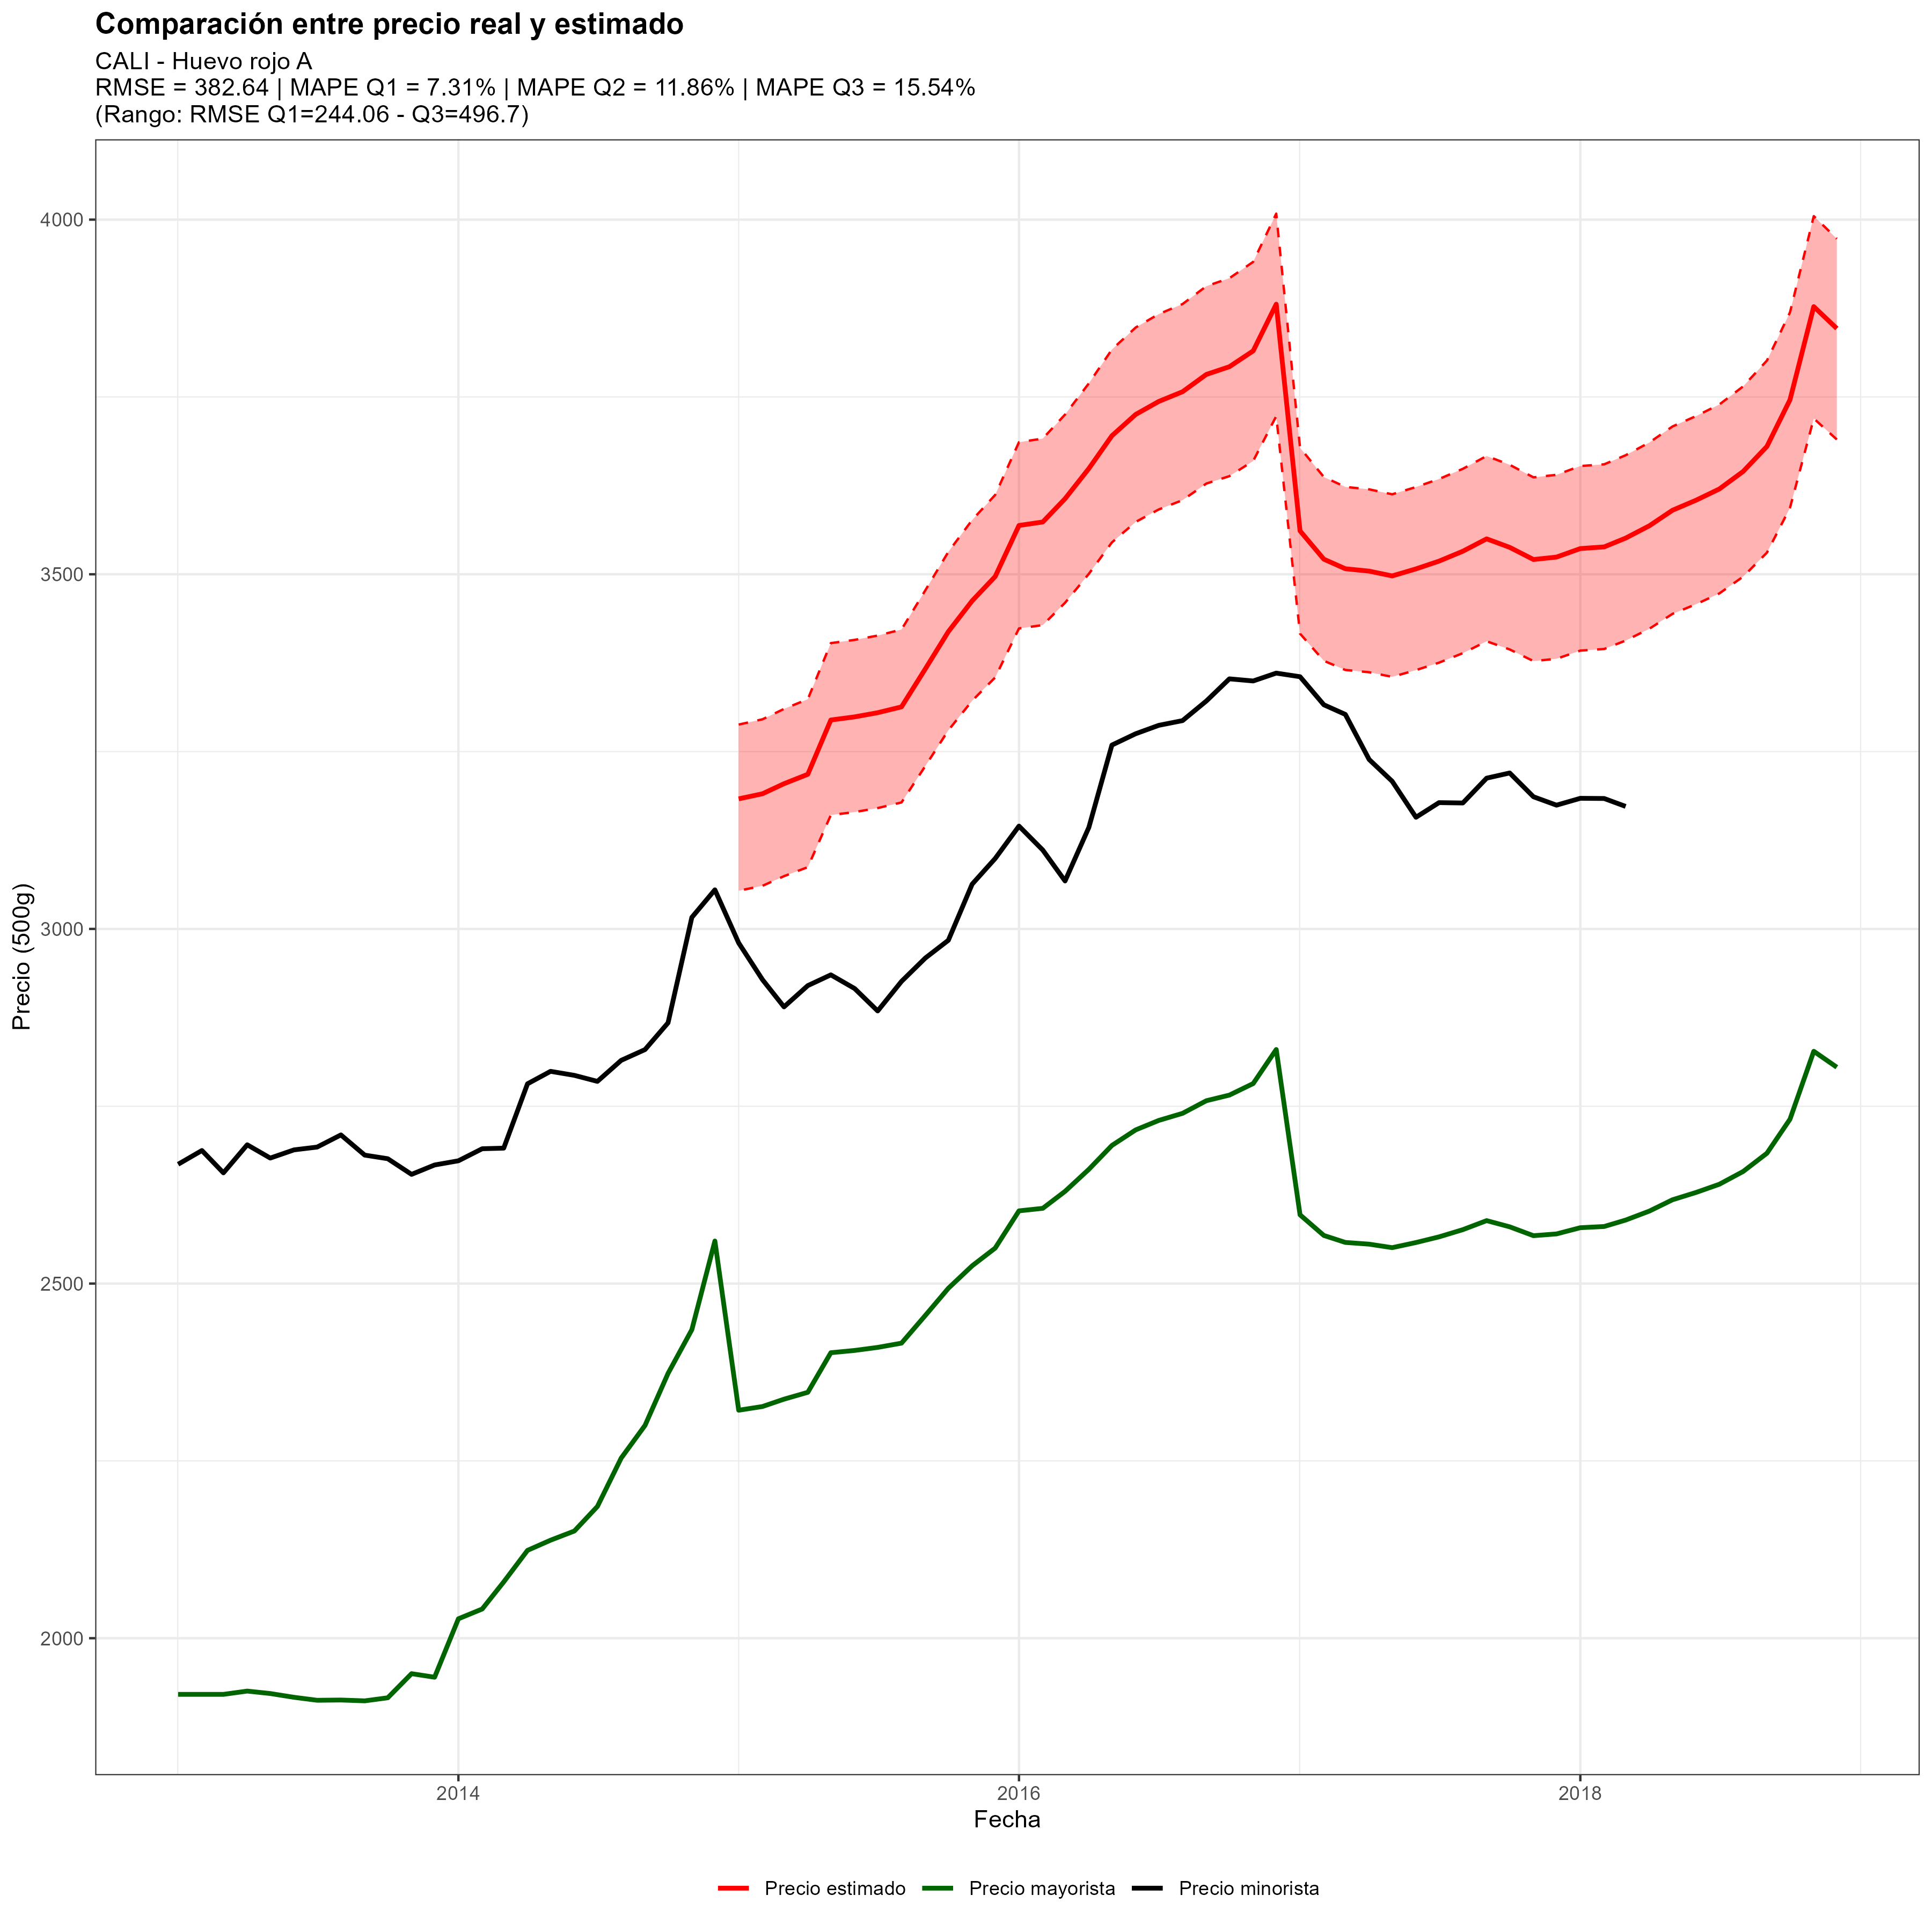 Comparación entre precio real y estimado
CALI - Huevo rojo A
RMSE = 382.64 | MAPE Q1 = 7.31% | MAPE Q2 = 11.86% | MAPE Q3 = 15.54%
(Rango: RMSE Q1=244.06 - Q3=496.7)
4000
3500
3000
2500
2000
Precio (500g)
2014
2016
2018
Fecha
Precio estimado
Precio mayorista
Precio minorista